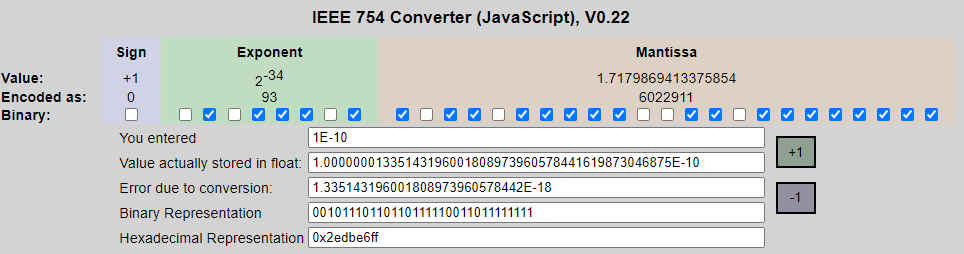 IEEE 754 Converter (JavaScript), V0.22
Sign Exponent Mantissa
Value: +1 2-34 1.7179869413375854
Encoded as: 0 93 6022911
Binary:
You entered 1E-10
Value actually stored in float: 1.00000001335143196001808973960578441619873046875E-10 +1
Error due to conversion: 1.335143196001808973960578442E-18
Binary Representation 00101110110110111110011011111111 -1
Hexadecimal Representation 0x2edbe6ff